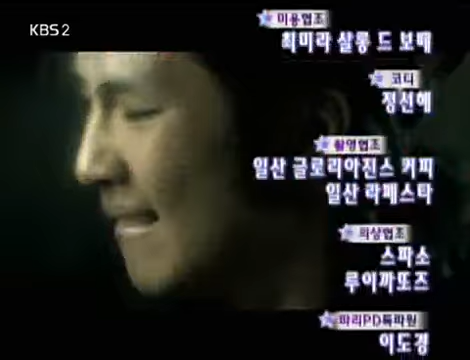 KBS2
미용협조
최미라 살롱 드 보떼
코디
정선해
촬영협조
일산 글로리아진스 커피
일산 라페스타
의상협조
스파소
루이까또즈
파리PD특파원
이도경